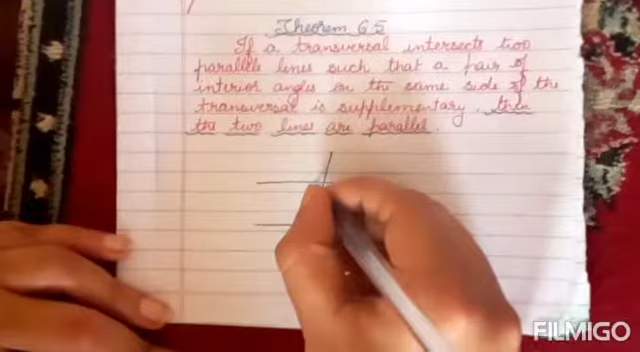 Theorem 6.5
If a transversal intersects two
parallel lines such that a pair of
interior angles on the same side of the
transversal is supplementary, then
the two lines are parallel.
FILMIGO